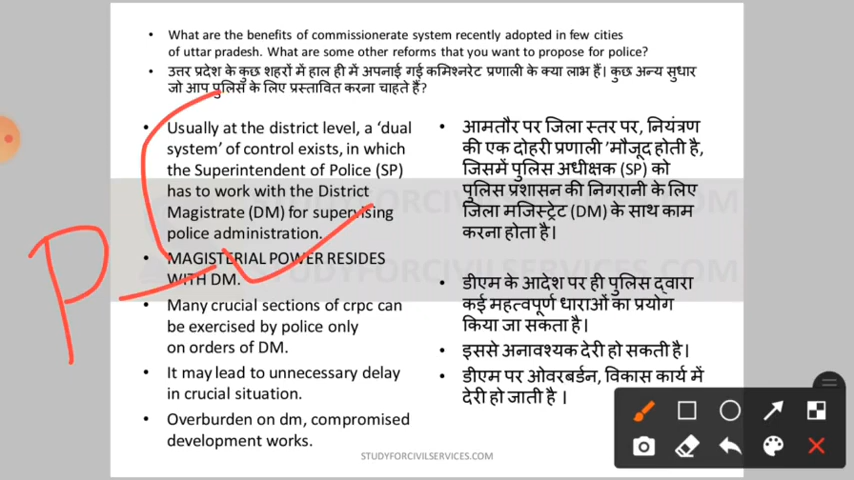 • What are the benefits of commissionerate system recently adopted in few cities
of uttar pradesh. What are some other reforms that you want to propose for police?
• उत्तर प्रदेश के कुछ शहरों में हाल ही में अपनाई गई कमिश्नरेट प्रणाली के क्या लाभ हैं। कुछ अन्य सुधार
जो आप पुलिस के लिए प्रस्तावित करना चाहते हैं?
• Usually at the district level, a ‘dual
system’ of control exists, in which
the Superintendent of Police (SP)
has to work with the District
Magistrate (DM) for supervising
police administration.
• MAGISTERIAL POWER RESIDES
WITH DM.
• Many crucial sections of crpc can
be exercised by police only
on orders of DM.
• It may lead to unnecessary delay
in crucial situation.
• Overburden on dm, compromised
development works.
• आमतौर पर जिला स्तर पर, नियंत्रण
की एक दोहरी प्रणाली ’मौजूद होती है,
जिसमें पुलिस अधीक्षक (SP) को
पुलिस प्रशासन की निगरानी के लिए
जिला मजिस्ट्रेट (DM) के साथ काम
करना होता है।
• डीएम के आदेश पर ही पुलिस द्वारा
कई महत्वपूर्ण धाराओं का प्रयोग
किया जा सकता है।
• इससे अनावश्यक देरी हो सकती है।
• डीएम पर ओवरबर्डन, विकास कार्य में
देरी हो जाती है ।
P
STUDYFORCIVILSERVICES.COM